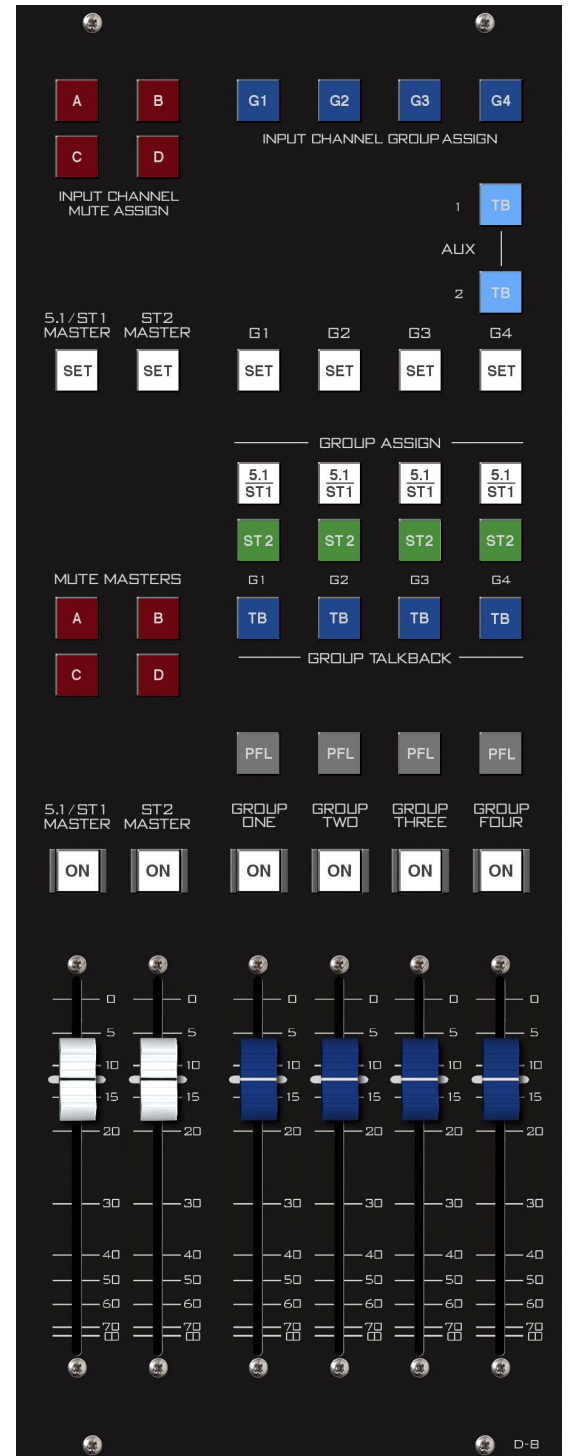 A B G1 G2 G3 G4
INPUT CHANNEL GROUP ASSIGN
C D
INPUT CHANNEL
MUTE ASSIGN
1 TB
AUX
2 TB
5.1/ST1 MASTER ST2 MASTER G1 G2 G3 G4
SET SET SET SET SET SET
GROUP ASSIGN
5.1 5.1 5.1 5.1
ST1 ST1 ST1 ST1
ST2 ST2 ST2 ST2
MUTE MASTERS G1 G2 G3 G4
A B TB TB TB TB
GROUP TALKBACK
C D
PFL PFL PFL PFL
5.1/ST1 MASTER ST2 MASTER GROUP ONE GROUP TWO GROUP THREE GROUP FOUR
ON ON ON ON ON ON
0 0 0 0 0 0
5 5 5 5 5 5
10 10 10 10 10 10
15 15 15 15 15 15
20 20 20 20 20 20
30 30 30 30 30 30
40 40 40 40 40 40
50 50 50 50 50 50
60 60 60 60 60 60
70 70 70 70 70 70
∞ ∞ ∞ ∞ ∞ ∞
D-8